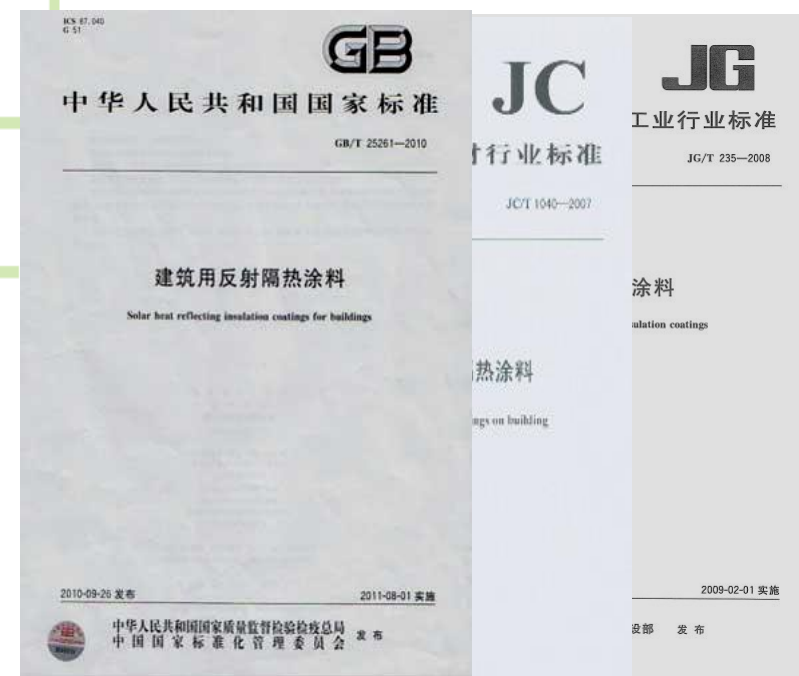 ICS 87.040
G 51
GB
中华人民共和国国家标准
GB/T 25261—2010
建筑用反射隔热涂料
Solar heat reflecting insulation coatings for buildings
2010-09-26 发布
2011-08-01 实施
中华人民共和国国家质量监督检验检疫总局
中国国家标准化管理委员会
发布
JC
行业标准
JC/T 1040—2007
热涂料
ngs on building
JG
工业行业标准
JG/T 235—2008
涂料
sulation coatings
2009-02-01 实施
设部 发布